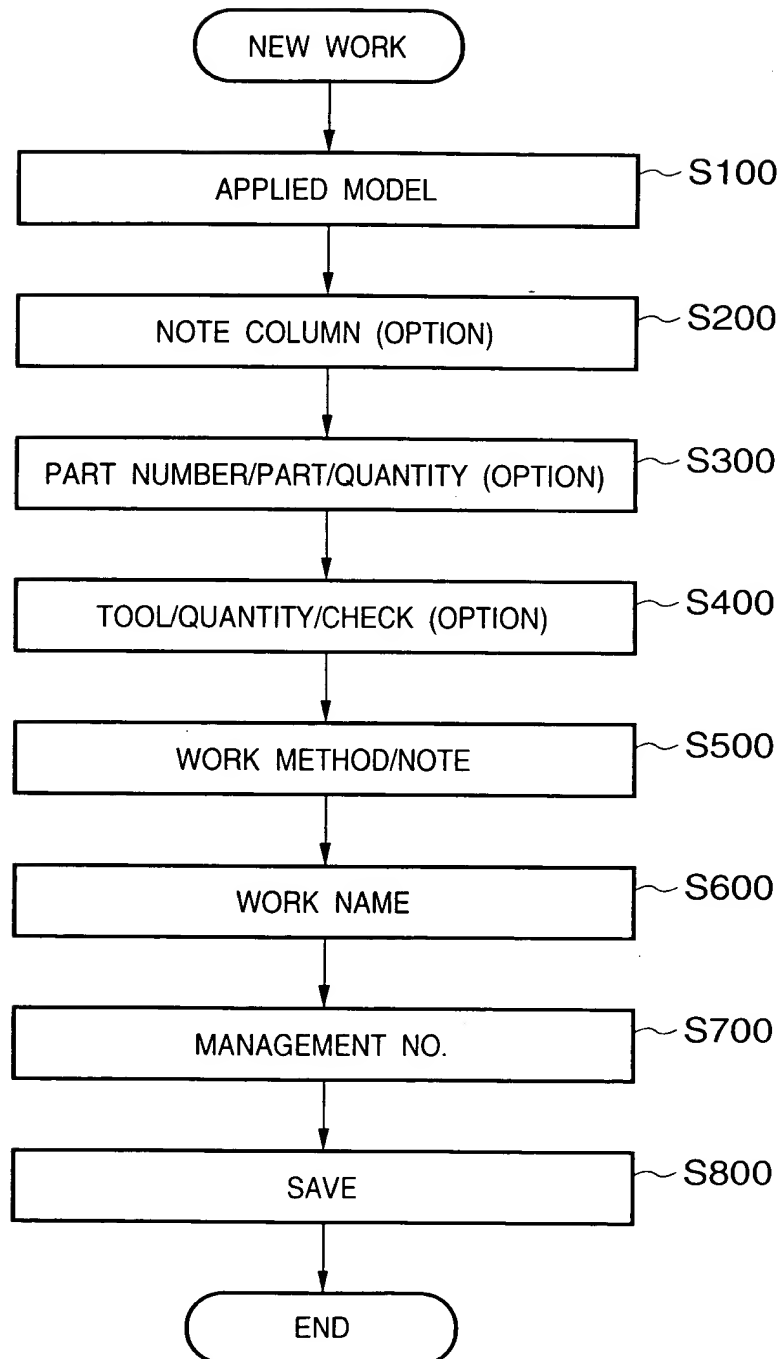 NEW WORK
APPLIED MODEL
S100
NOTE COLUMN (OPTION)
S200
PART NUMBER/PART/QUANTITY (OPTION)
S300
TOOL/QUANTITY/CHECK (OPTION)
S400
WORK METHOD/NOTE
S500
WORK NAME
S600
MANAGEMENT NO.
S700
SAVE
S800
END